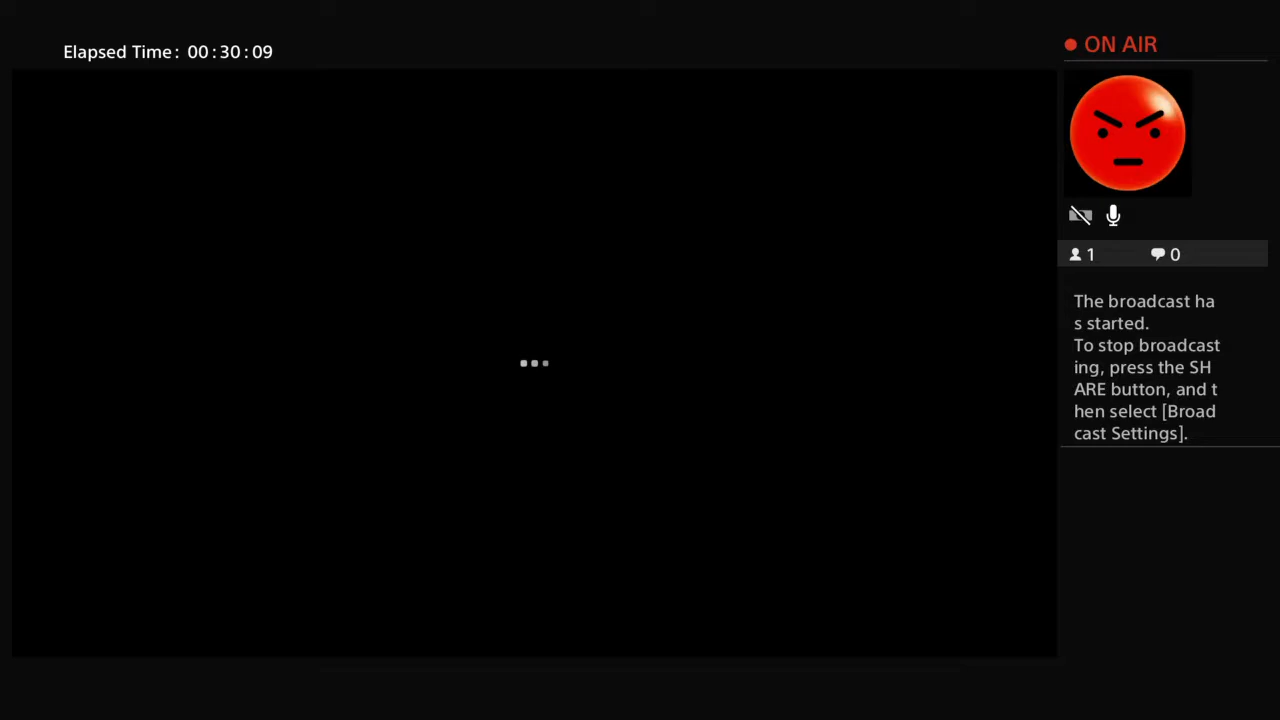 Elapsed Time: 00:30:09
ON AIR
1 0
The broadcast ha
s started.
To stop broadcast
ing, press the SH
ARE button, and t
hen select [Broad
cast Settings].